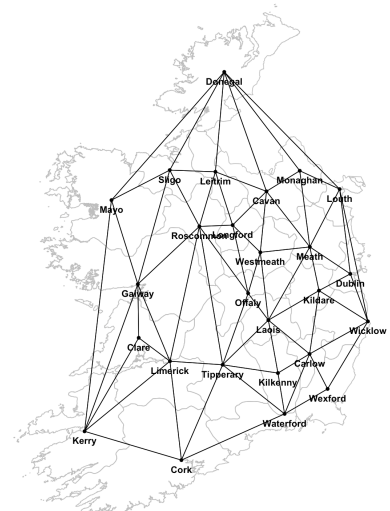 Donegal
Sligo
Leitrim
Monaghan
Cavan
Louth
Mayo
Roscommon
Longford
Westmeath
Meath
Dublin
Galway
Offaly
Kildare
Laois
Wicklow
Clare
Limerick
Tipperary
Carlow
Kilkenny
Wexford
Waterford
Kerry
Cork